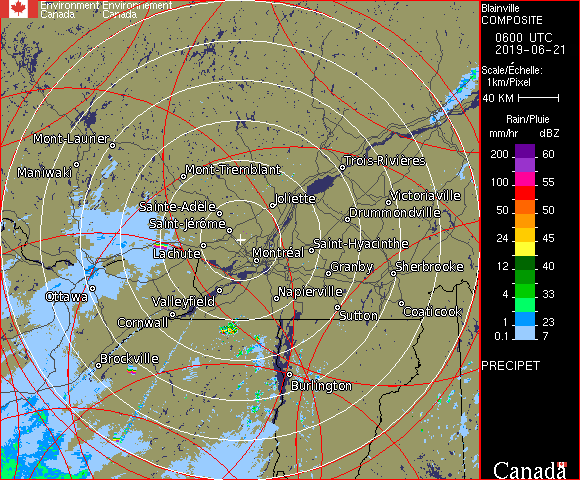 Environment Environnement
Canada Canada
Blainville
COMPOSITE
0600 UTC
2019-06-21
Scale/Échelle:
1km/Pixel
40 KM
Rain/Pluie
mm/hr dBZ
200 60
100 55
50 50
24 45
12 40
4 33
1 23
0.1 7
PRECIPET
Canada
Mont-Laurier
Maniwaki
Mont-Tremblant
Trois-Rivières
Sainte-Adèle
Joliette
Victoriaville
Saint-Jérôme
Drummondville
Lachute
Montréal
Saint-Hyacinthe
Granby
Sherbrooke
Ottawa
Valleyfield
Napierville
Cornwall
Sutton
Coaticook
Brockville
Burlington